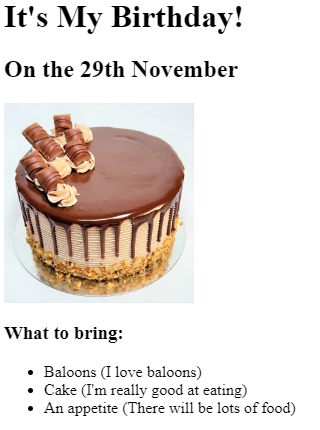 It's My Birthday!
On the 29th November
What to bring:
Baloons (I love baloons)
Cake (I'm really good at eating)
An appetite (There will be lots of food)